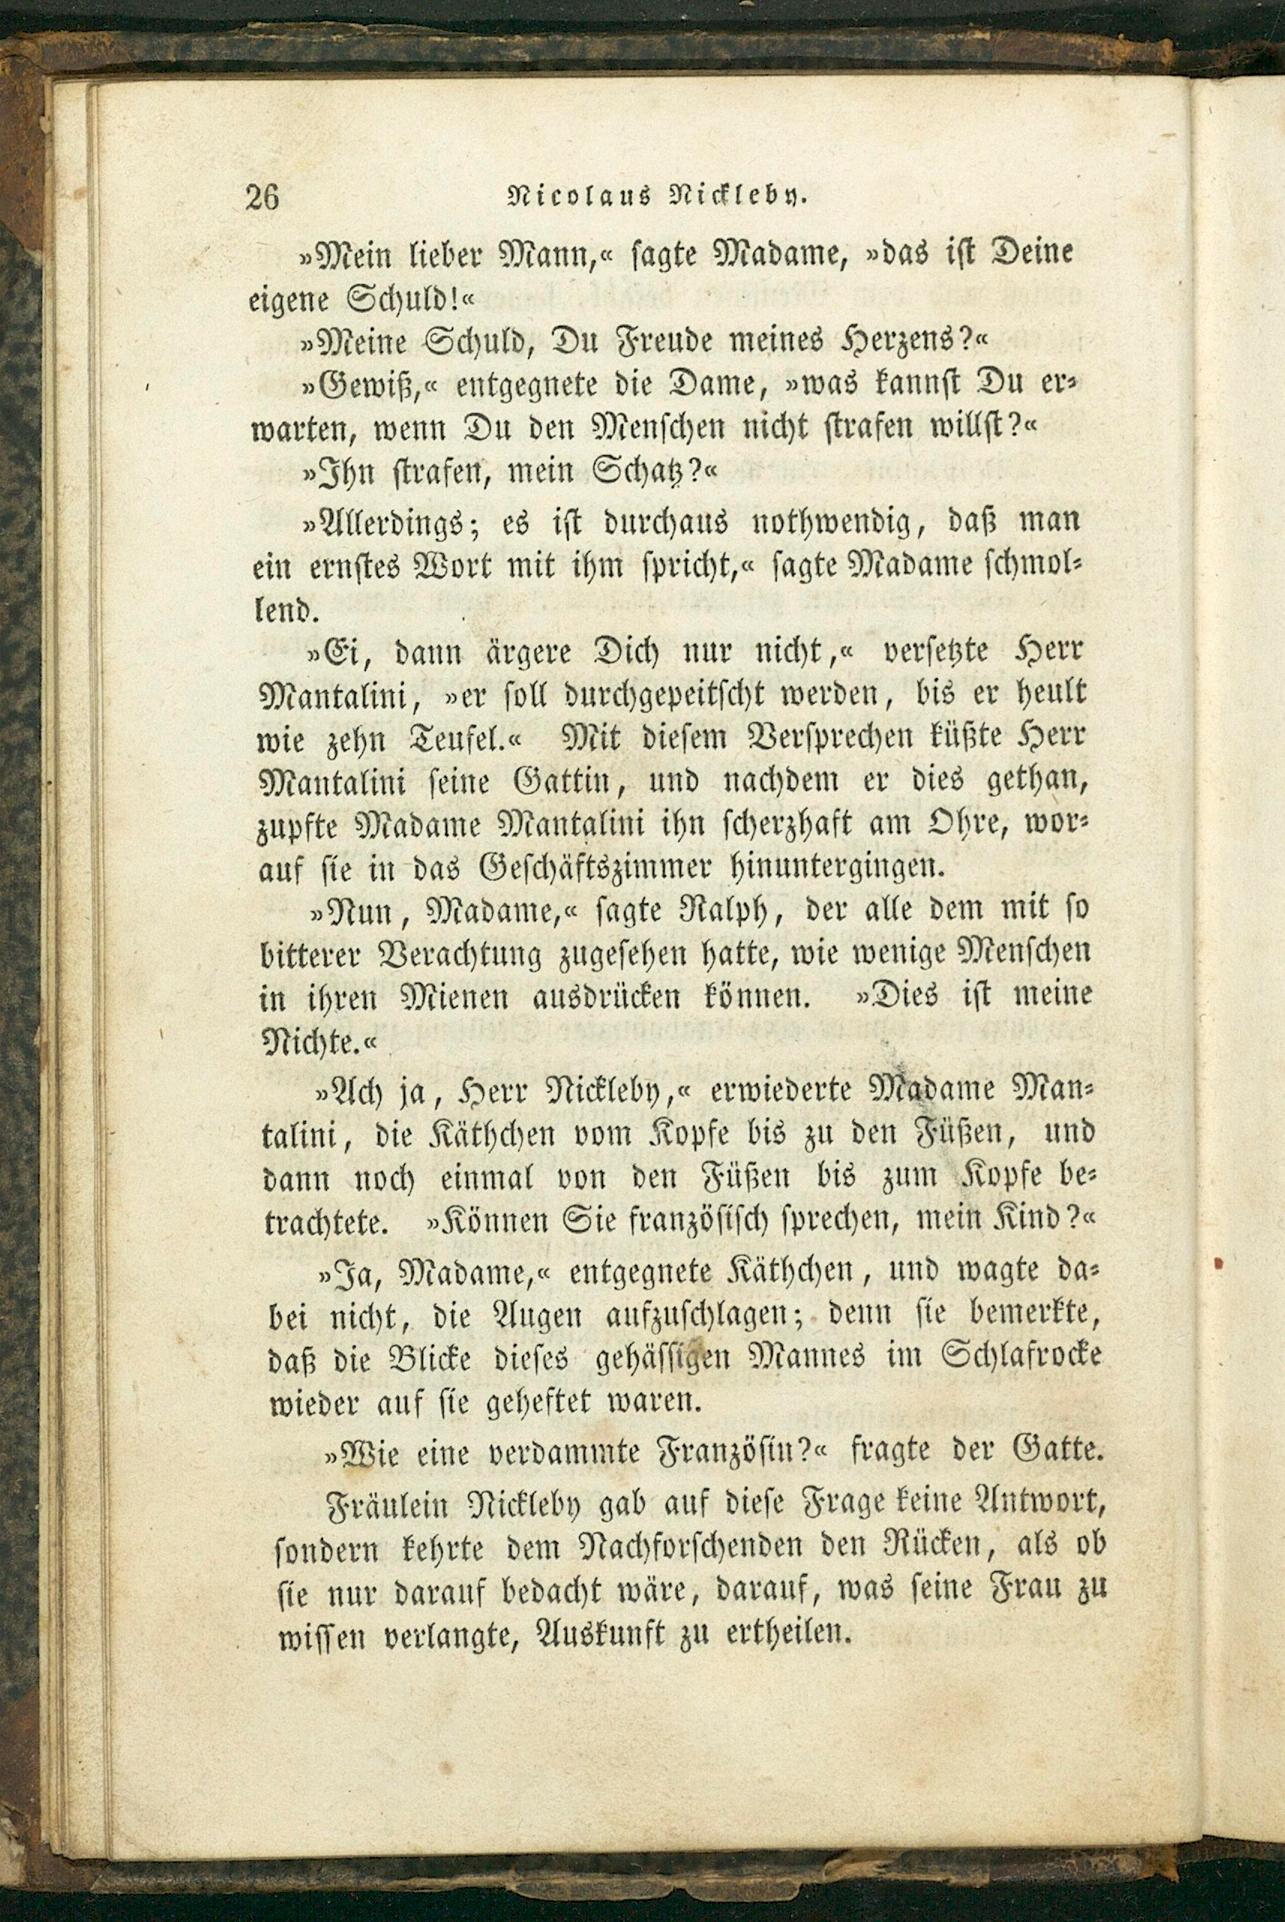 26 Nicolaus Nickleby.
»Mein lieber Mann,« sagte Madame, »das ist Deine
eigene Schuld!«
»Meine Schuld, Du Freude meines Herzens?«
»Gewiß,« entgegnete die Dame, »was kannst Du er-
warten, wenn Du den Menschen nicht strafen willst?«
»Ihn strafen, mein Schatz?«
»Allerdings; es ist durchaus nothwendig, daß man
ein ernstes Wort mit ihm spricht,« sagte Madame schmol-
lend.
»Ei, dann ärgere Dich nur nicht,« versetzte Herr
Mantalini, »er soll durchgepeitscht werden, bis er heult
wie zehn Teufel.« Mit diesem Versprechen küßte Herr
Mantalini seine Gattin, und nachdem er dies gethan,
zupfte Madame Mantalini ihn scherzhaft am Ohre, wor-
auf sie in das Geschäftszimmer hinuntergingen.
»Nun, Madame,« sagte Ralph, der alle dem mit so
bitterer Verachtung zugesehen hatte, wie wenige Menschen
in ihren Mienen ausdrücken können. »Dies ist meine
Nichte.«
»Ach ja, Herr Nickleby,« erwiederte Madame Man-
talini, die Käthchen vom Kopfe bis zu den Füßen, und
dann noch einmal von den Füßen bis zum Kopfe be-
trachtete. »Können Sie französisch sprechen, mein Kind?«
»Ja, Madame,« entgegnete Käthchen, und wagte da-
bei nicht, die Augen aufzuschlagen; denn sie bemerkte,
daß die Blicke dieses gehässigen Mannes im Schlafrocke
wieder auf sie geheftet waren.
»Wie eine verdammte Französin?« fragte der Gatte.
Fräulein Nickleby gab auf diese Frage keine Antwort,
sondern kehrte dem Nachforschenden den Rücken, als ob
sie nur darauf bedacht wäre, darauf, was seine Frau zu
wissen verlangte, Auskunft zu ertheilen.